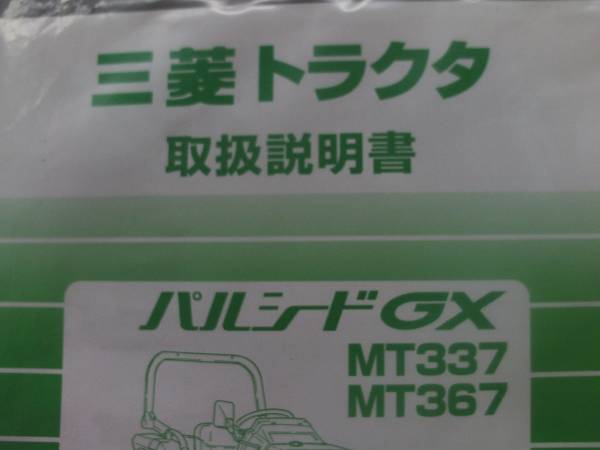 三菱トラクタ
取扱説明書
パルシードGX
MT337
MT367